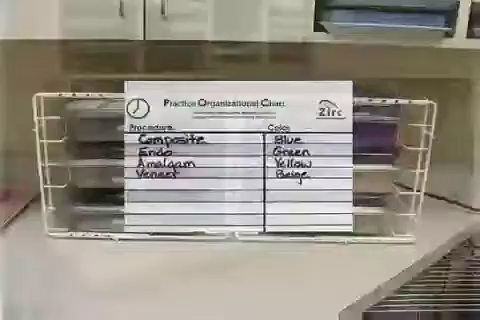 Practice Organizational Chart
Zirc
Procedure Color
Composite Blue
Endo Green
Amalgam Yellow
Veneer Beige